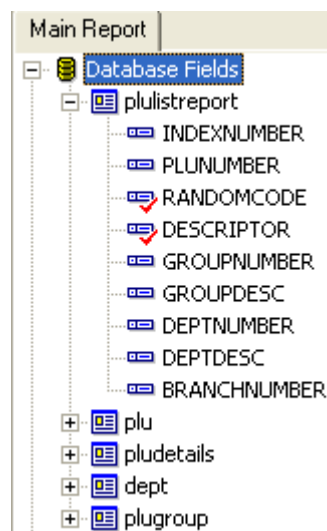 Main Report
Database Fields
plulistreport
INDEXNUMBER
PLUNUMBER
RANDOMCODE
DESCRIPTOR
GROUPNUMBER
GROUPDESC
DEPTNUMBER
DEPTDESC
BRANCHNUMBER
plu
pludetails
dept
plugroup